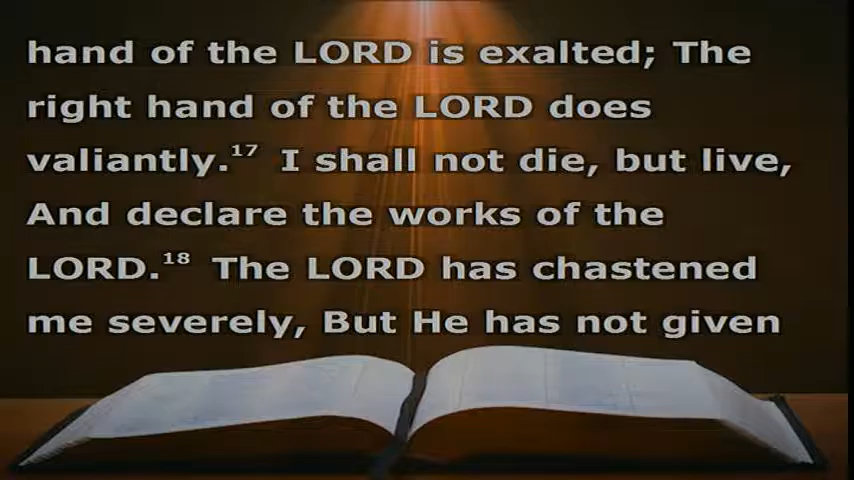 hand of the LORD is exalted; The
right hand of the LORD does
valiantly.¹⁷ I shall not die, but live,
And declare the works of the
LORD.¹⁸ The LORD has chastened
me severely, But He has not given